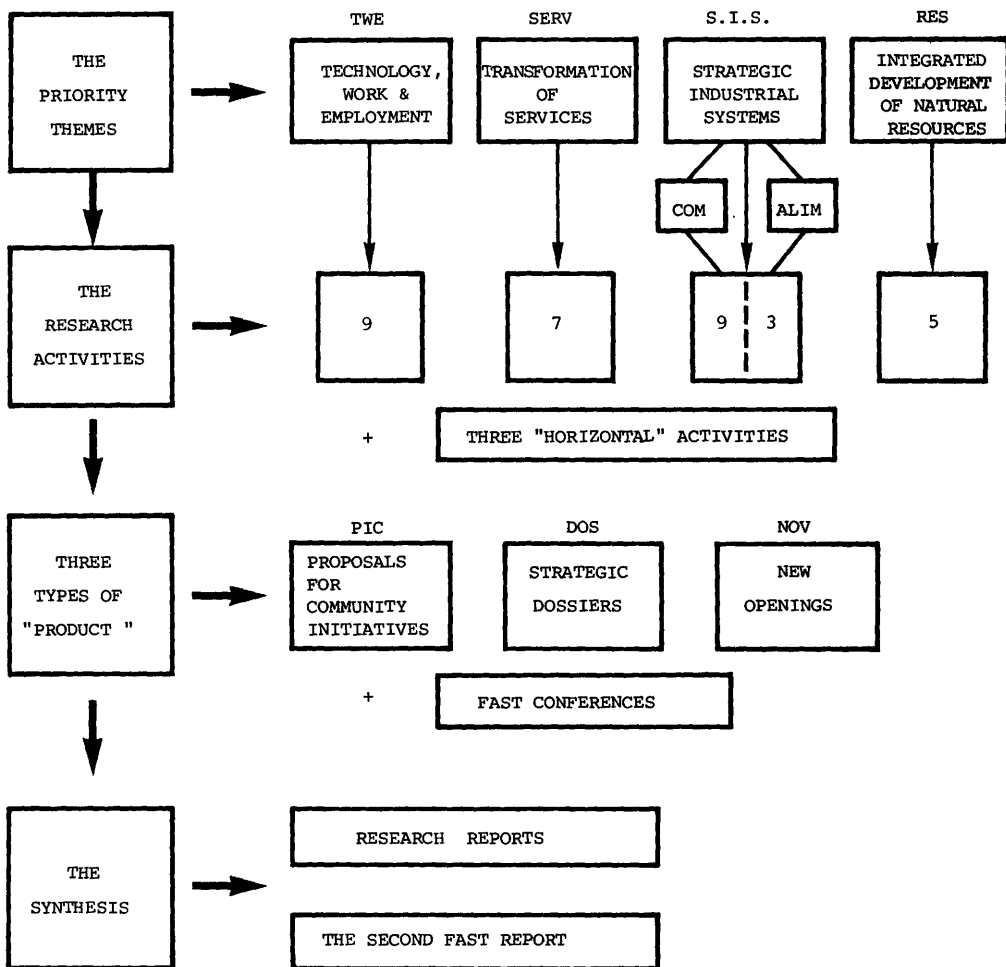 TWE
SERV
S.I.S.
RES
THE
PRIORITY
THEMES
TECHNOLOGY,
WORK &
EMPLOYMENT
TRANSFORMATION
OF
SERVICES
STRATEGIC
INDUSTRIAL
SYSTEMS
INTEGRATED
DEVELOPMENT
OF NATURAL
RESOURCES
COM
ALIM
THE
RESEARCH
ACTIVITIES
9
7
9
3
5
+
THREE "HORIZONTAL" ACTIVITIES
PIC
DOS
NOV
THREE
TYPES OF
"PRODUCT "
PROPOSALS
FOR
COMMUNITY
INITIATIVES
STRATEGIC
DOSSIERS
NEW
OPENINGS
+
FAST CONFERENCES
THE
SYNTHESIS
RESEARCH REPORTS
THE SECOND FAST REPORT